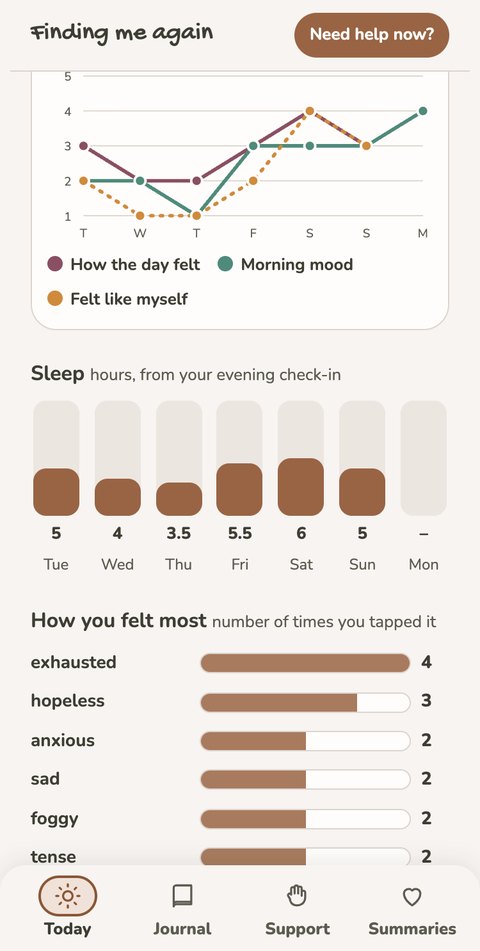 Finding me again
Need help now?
5
4
3
2
1
T W T F S S M
How the day felt Morning mood
Felt like myself
Sleep hours, from your evening check-in
5 4 3.5 5.5 6 5 –
Tue Wed Thu Fri Sat Sun Mon
How you felt most number of times you tapped it
exhausted 4
hopeless 3
anxious 2
sad 2
foggy 2
tense 2
Today Journal Support Summaries